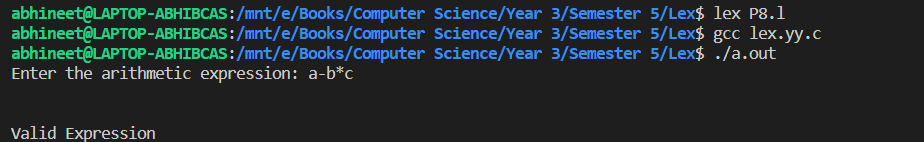 abhineet@LAPTOP-ABHIBCAS:/mnt/e/Books/Computer Science/Year 3/Semester 5/Lex$ lex P8.l
abhineet@LAPTOP-ABHIBCAS:/mnt/e/Books/Computer Science/Year 3/Semester 5/Lex$ gcc lex.yy.c
abhineet@LAPTOP-ABHIBCAS:/mnt/e/Books/Computer Science/Year 3/Semester 5/Lex$ ./a.out
Enter the arithmetic expression: a-b*c
Valid Expression